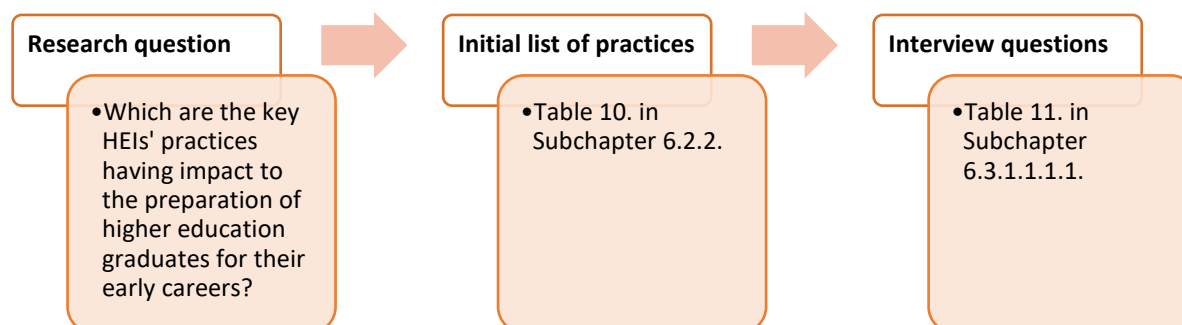 Research question
•Which are the key
HEIs' practices
having impact to
the preparation of
higher education
graduates for their
early careers?
Initial list of practices
•Table 10. in
Subchapter 6.2.2.
Interview questions
•Table 11. in
Subchapter
6.3.1.1.1.1.